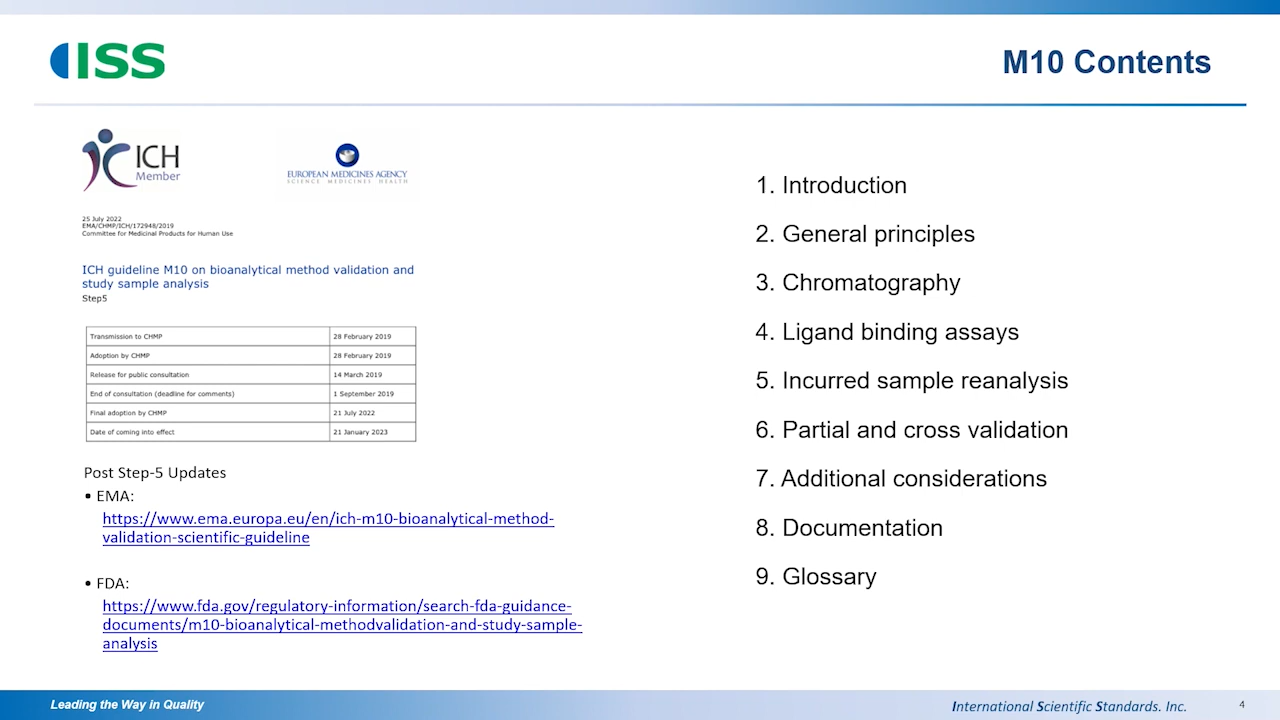 ISS
M10 Contents
ICH
Member
EUROPEAN MEDICINES AGENCY
SCIENCE MEDICINES HEALTH
25 July 2022
EMA/CHMP/ICH/172948/2019
Committee for Medicinal Products for Human Use
ICH guideline M10 on bioanalytical method validation and
study sample analysis
Step5
Transmission to CHMP 28 February 2019
Adoption by CHMP 28 February 2019
Release for public consultation 14 March 2019
End of consultation (deadline for comments) 1 September 2019
Final adoption by CHMP 21 July 2022
Date of coming into effect 21 January 2023
Post Step-5 Updates
• EMA:
https://www.ema.europa.eu/en/ich-m10-bioanalytical-method-
validation-scientific-guideline
• FDA:
https://www.fda.gov/regulatory-information/search-fda-guidance-
documents/m10-bioanalytical-methodvalidation-and-study-sample-
analysis
1. Introduction
2. General principles
3. Chromatography
4. Ligand binding assays
5. Incurred sample reanalysis
6. Partial and cross validation
7. Additional considerations
8. Documentation
9. Glossary
Leading the Way in Quality
International Scientific Standards. Inc.
4